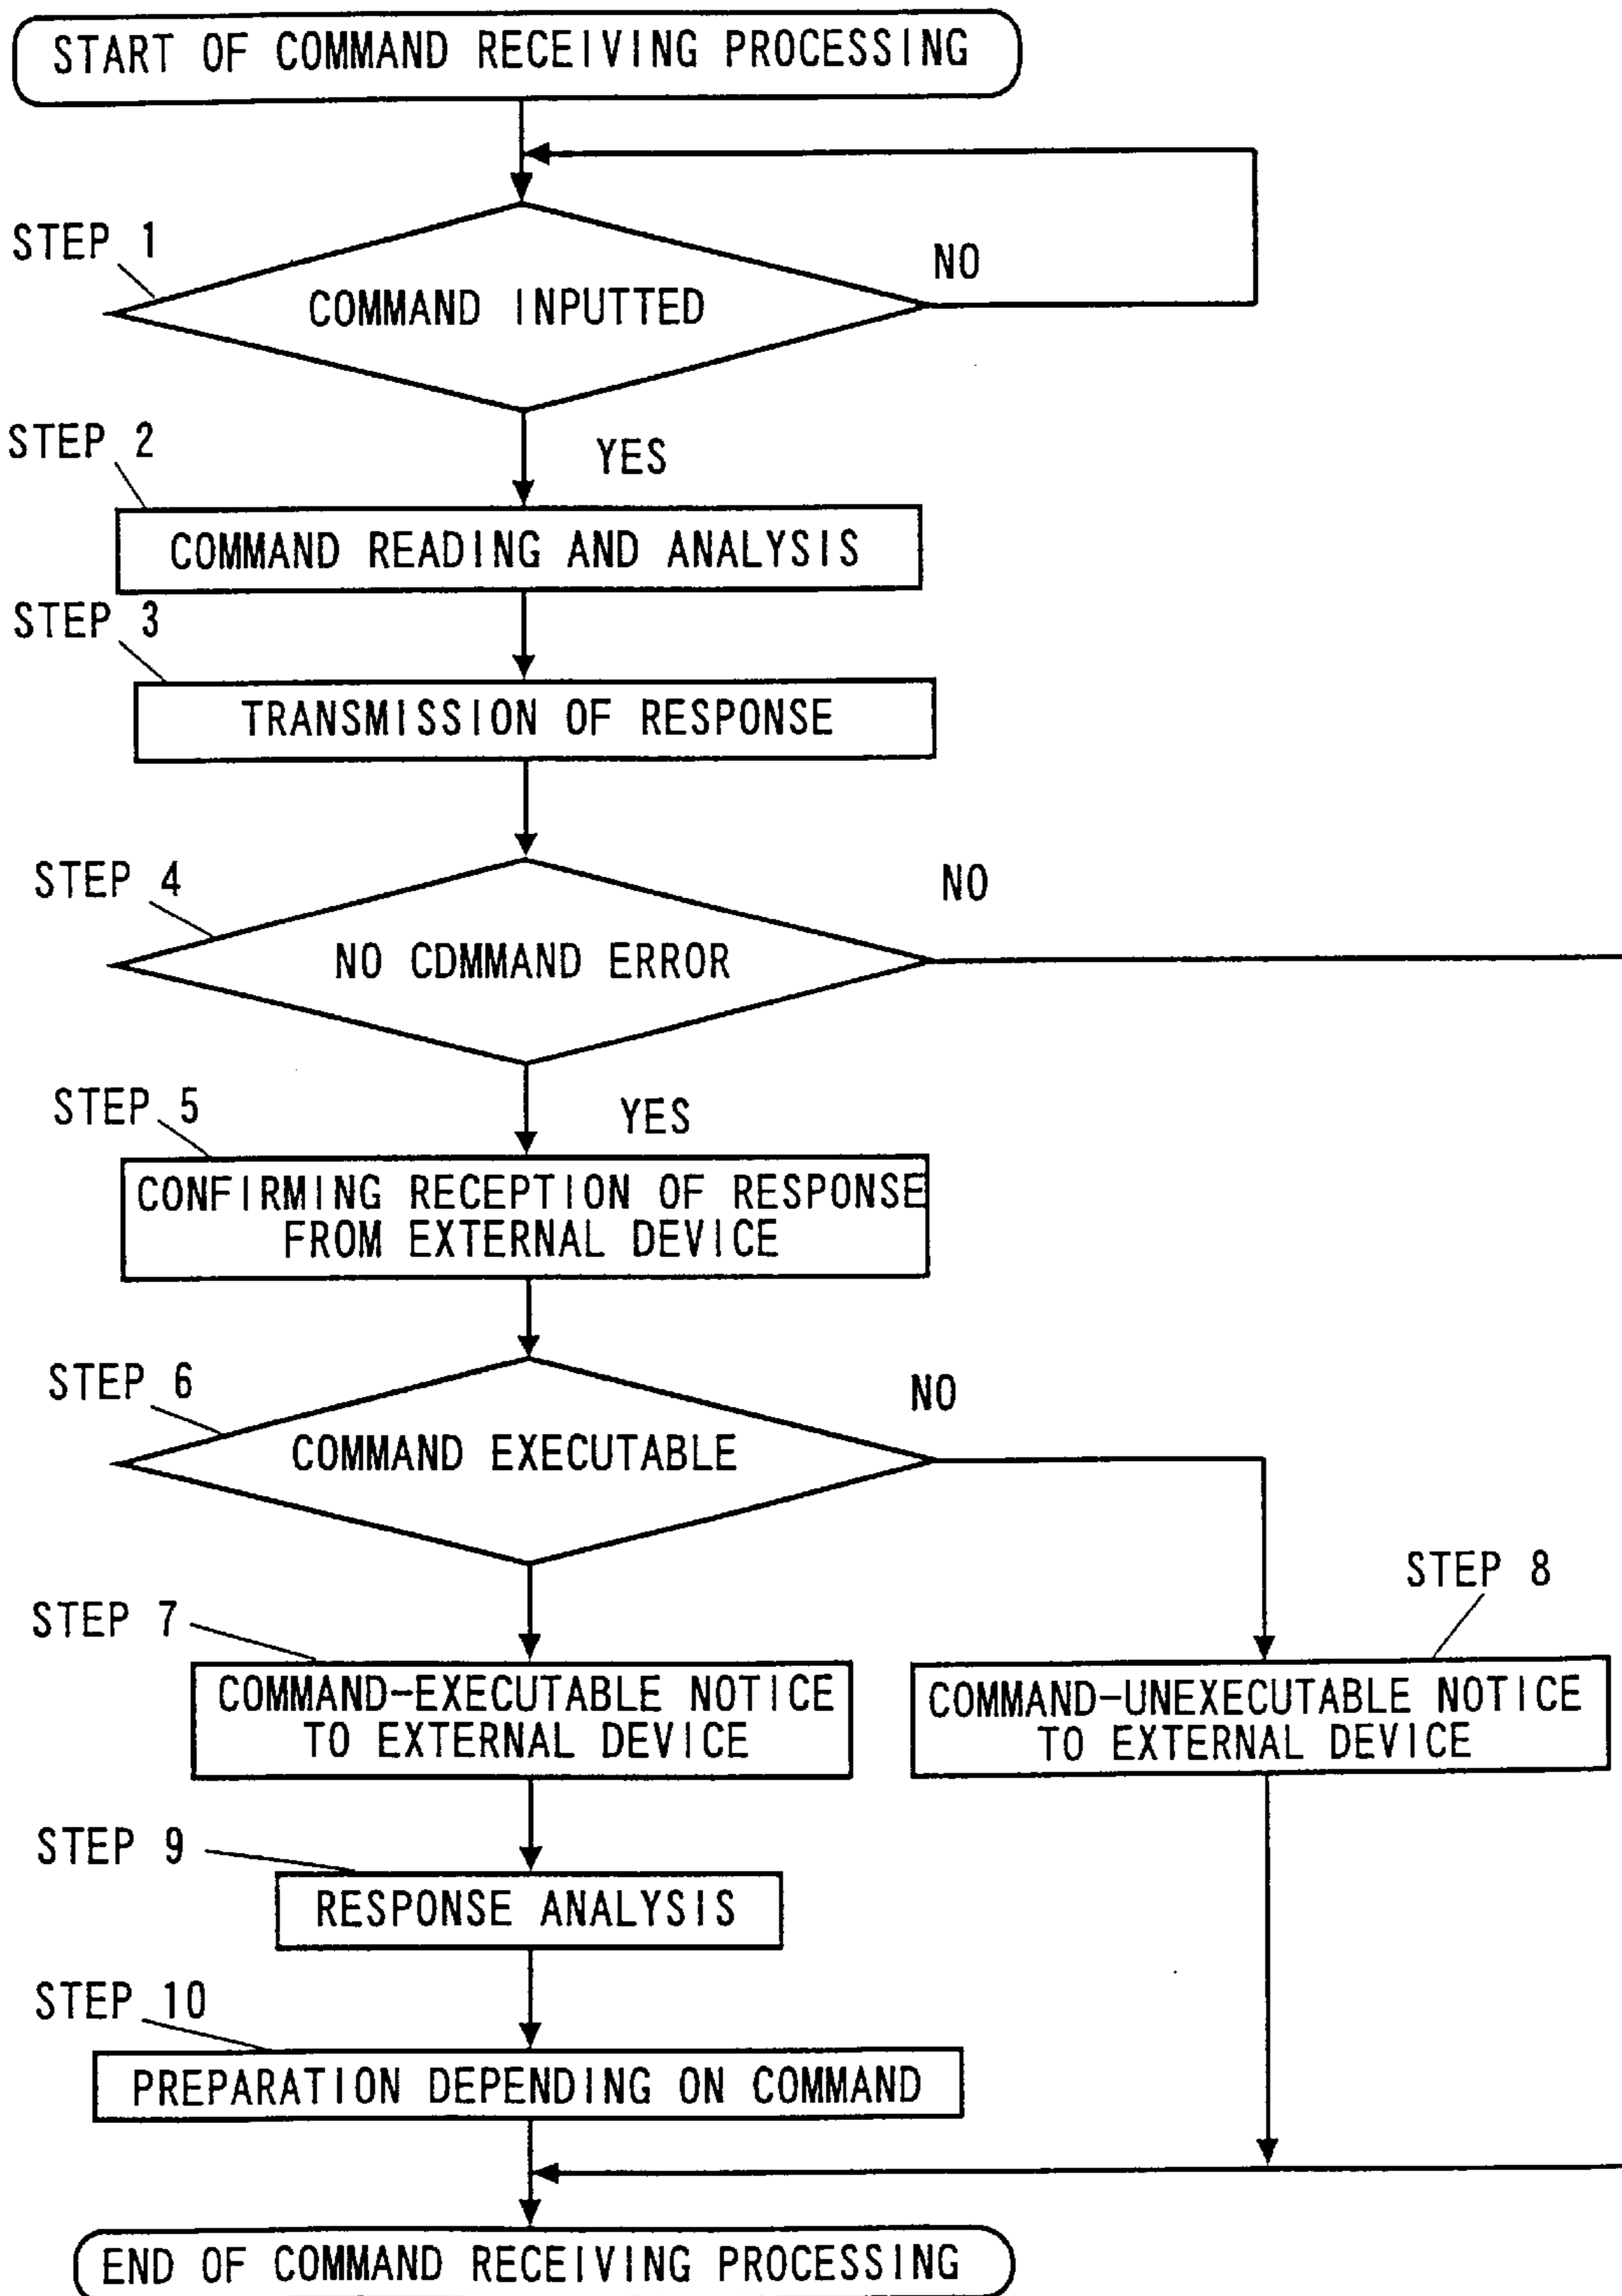 START OF COMMAND RECEIVING PROCESSING
STEP 1
NO
COMMAND INPUTTED
STEP 2
YES
COMMAND READING AND ANALYSIS
STEP 3
TRANSMISSION OF RESPONSE
STEP 4
NO
NO CDMMAND ERROR
STEP 5
YES
CONFIRMING RECEPTION OF RESPONSE
FROM EXTERNAL DEVICE
STEP 6
NO
COMMAND EXECUTABLE
STEP 7
COMMAND-EXECUTABLE NOTICE
TO EXTERNAL DEVICE
STEP 8
COMMAND-UNEXECUTABLE NOTICE
TO EXTERNAL DEVICE
STEP 9
RESPONSE ANALYSIS
STEP 10
PREPARATION DEPENDING ON COMMAND
END OF COMMAND RECEIVING PROCESSING